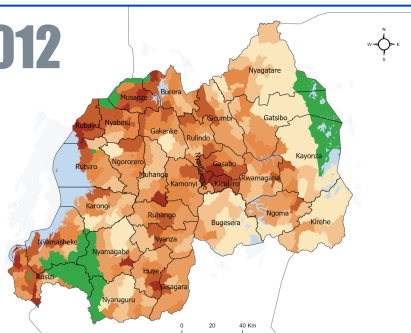 012
N
W E
S
Nyagatare
Burera
Musanze
Gicumbi
Gatsibo
Rubavu
Nyabihu
Gakenke
Rulindo
Kayonza
Rutsiro
Ngororero
Gasabo
Muhanga
Nyarugenge
Rwamagana
Kamonyi
Kicukiro
Karongi
Ruhango
Bugesera
Ngoma
Kirehe
Nyamasheke
Nyanza
Nyamagabe
Rusizi
Huye
Gisagara
Nyaruguru
0 20 40 Km